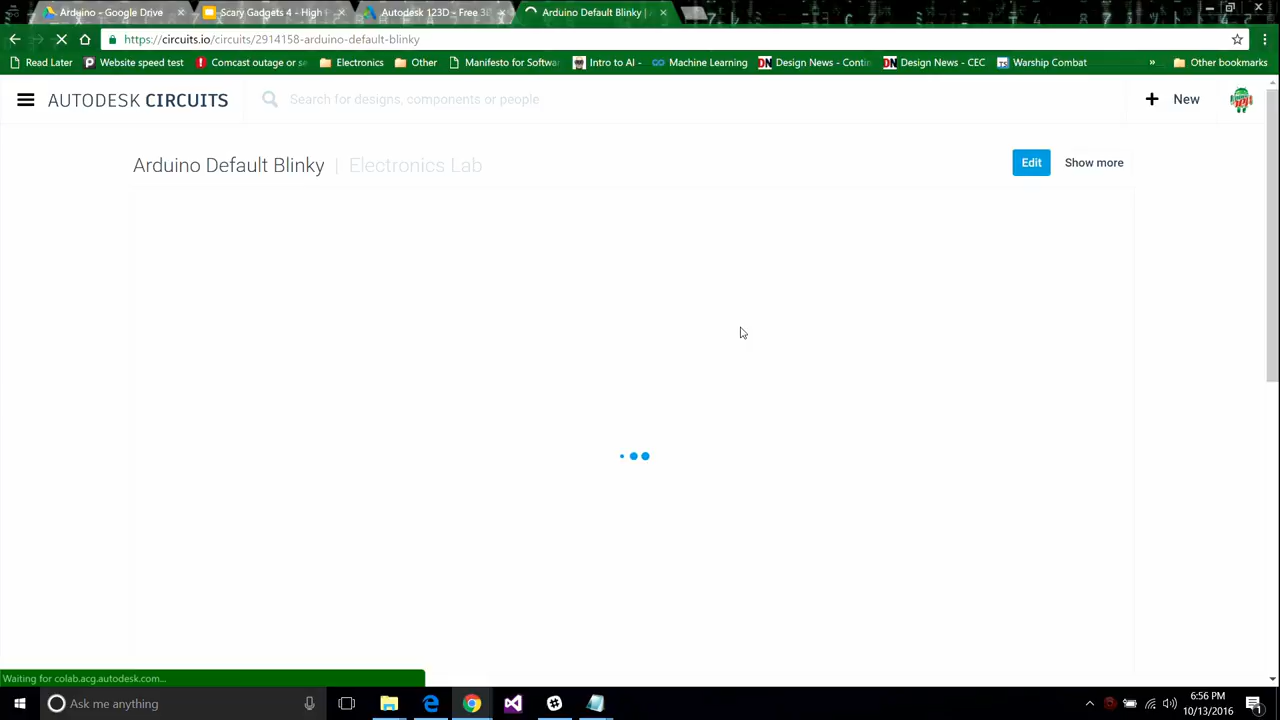 Arduino - Google Drive
Scary Gadgets 4 - High
Autodesk 123D - Free 3D
Arduino Default Blinky |
https://circuits.io/circuits/2914158-arduino-default-blinky
Read Later
Website speed test
Comcast outage or se
Electronics
Other
Manifesto for Softwa
Intro to AI -
Machine Learning
DN Design News - Contin
DN Design News - CEC
Warship Combat
»
Other bookmarks
AUTODESK CIRCUITS
Search for designs, components or people
+ New
Arduino Default Blinky | Electronics Lab
Edit
Show more
Waiting for colab.acg.autodesk.com...
Ask me anything
6:56 PM
10/13/2016